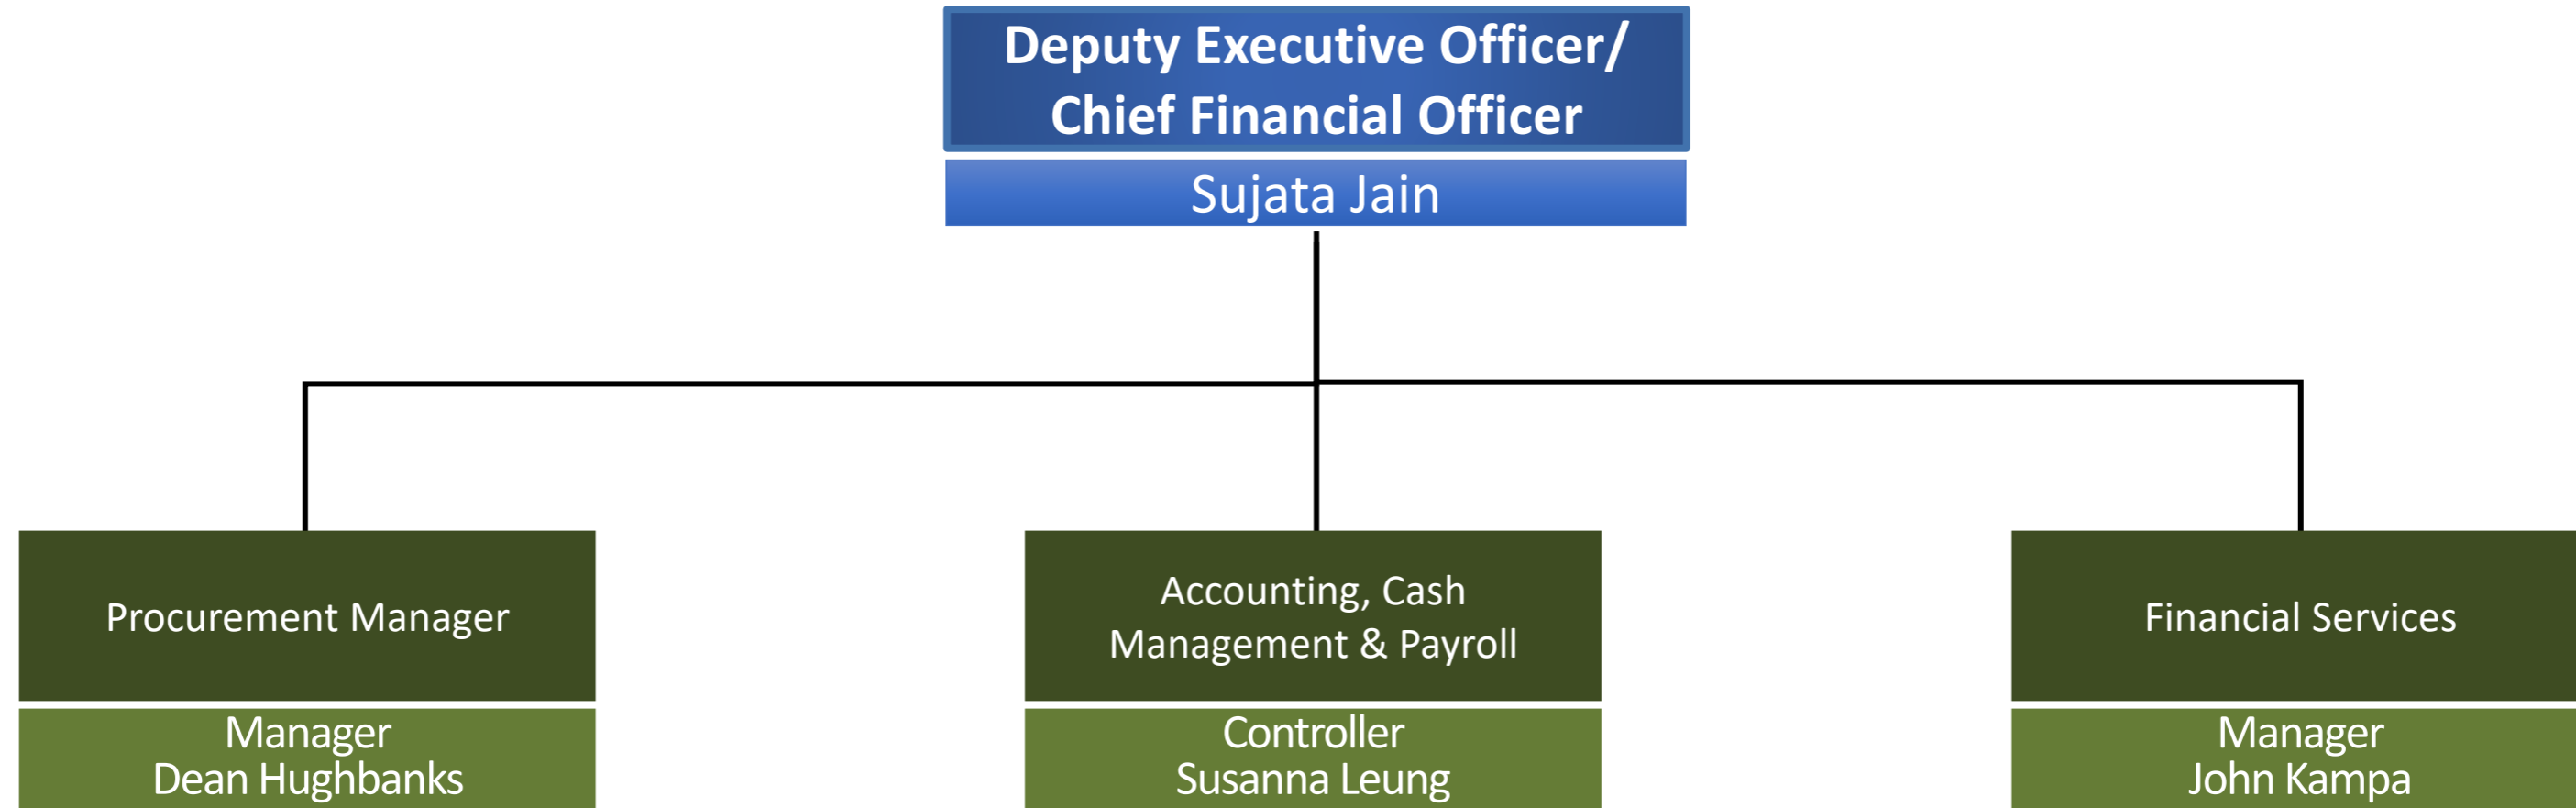 Deputy Executive Officer/
Chief Financial Officer
Sujata Jain
Procurement Manager
Manager
Dean Hughbanks
Accounting, Cash
Management & Payroll
Controller
Susanna Leung
Financial Services
Manager
John Kampa